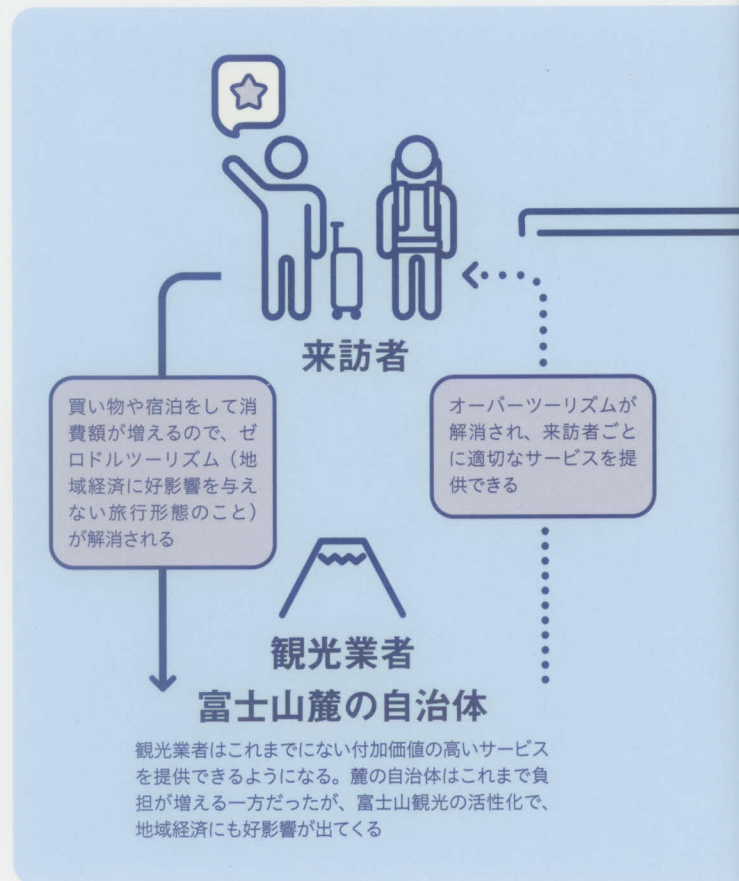 来訪者
買い物や宿泊をして消
費額が増えるので、ゼ
ロドルツーリズム（地
域経済に好影響を与え
ない旅行形態のこと）
が解消される
オーバーツーリズムが
解消され、来訪者ごと
に適切なサービスを提
供できる
観光業者
富士山麓の自治体
観光業者はこれまでにない付加価値の高いサービス
を提供できるようになる。麓の自治体はこれまで負
担が増える一方だったが、富士山観光の活性化で、
地域経済にも好影響が出てくる